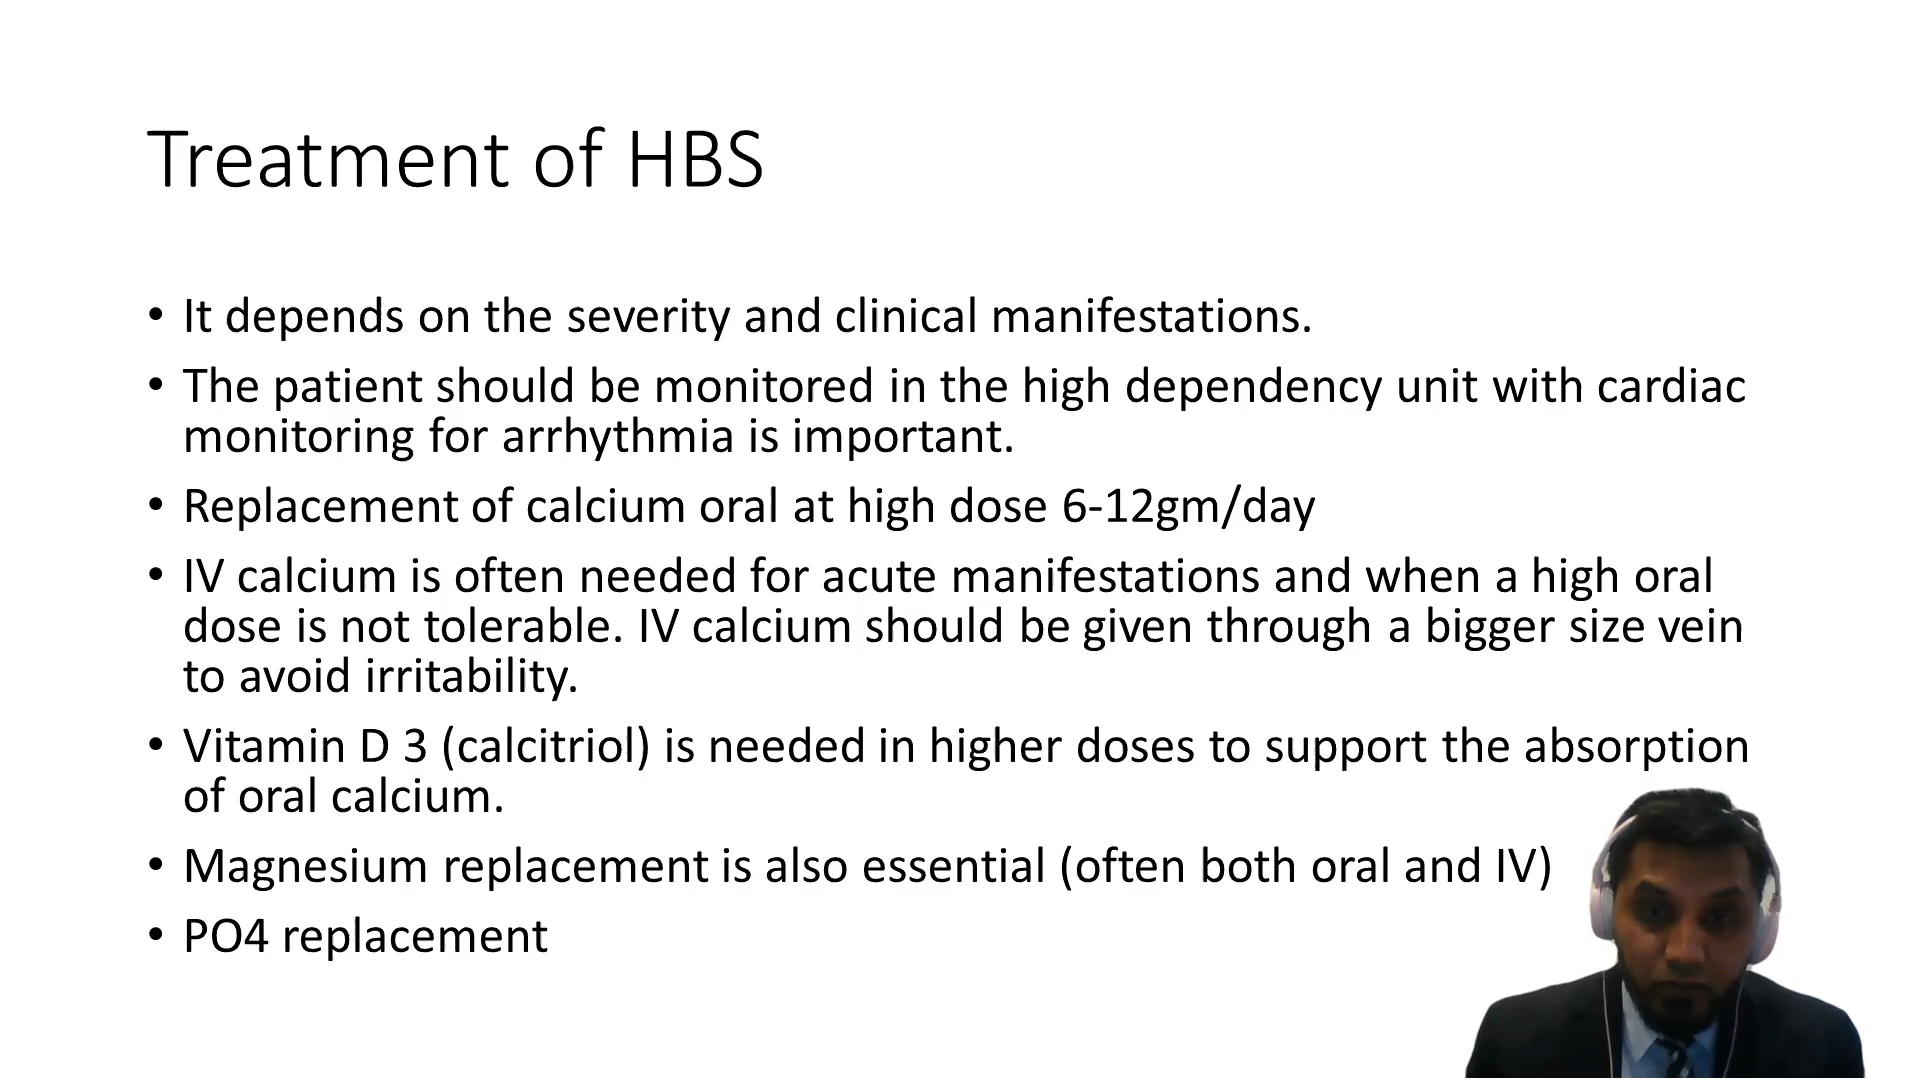 Treatment of HBS
• It depends on the severity and clinical manifestations.
• The patient should be monitored in the high dependency unit with cardiac
monitoring for arrhythmia is important.
• Replacement of calcium oral at high dose 6-12gm/day
• IV calcium is often needed for acute manifestations and when a high oral
dose is not tolerable. IV calcium should be given through a bigger size vein
to avoid irritability.
• Vitamin D 3 (calcitriol) is needed in higher doses to support the absorption
of oral calcium.
• Magnesium replacement is also essential (often both oral and IV)
• PO4 replacement